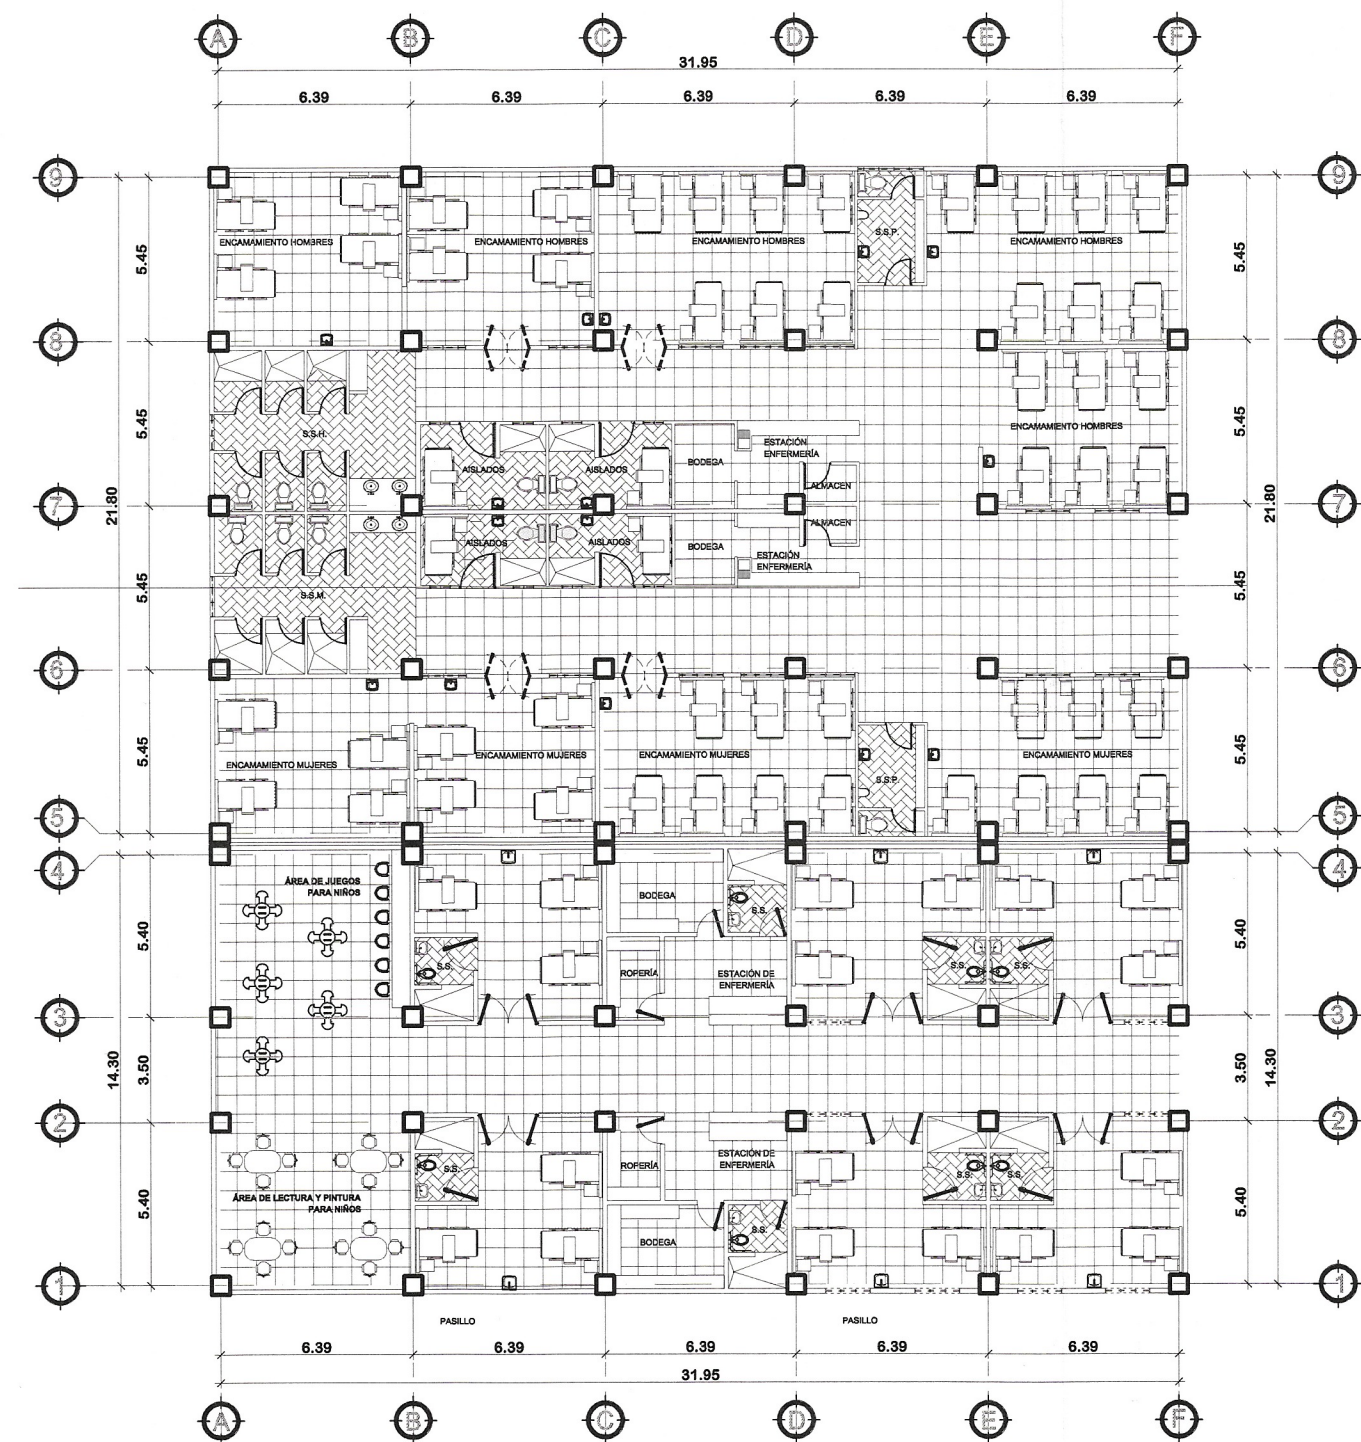 A B C D E F
31.95
6.39 6.39 6.39 6.39 6.39
9 9
5.45 ENCAMAMIENTO HOMBRES ENCAMAMIENTO HOMBRES ENCAMAMIENTO HOMBRES S.S.P. ENCAMAMIENTO HOMBRES 5.45
8 8
5.45 S.S.H. ENCAMAMIENTO HOMBRES 5.45
ESTACIÓN
ENFERMERÍA
AISLADOS AISLADOS BODEGA
ALMACEN
21.80 7 7 21.80
ALMACEN
AISLADOS AISLADOS BODEGA
ESTACIÓN
ENFERMERÍA
5.45 S.S.M. 5.45
6 6
5.45 ENCAMAMIENTO MUJERES ENCAMAMIENTO MUJERES ENCAMAMIENTO MUJERES S.S.P. ENCAMAMIENTO MUJERES 5.45
5 5
4 4
ÁREA DE JUEGOS
PARA NIÑOS
BODEGA S.S.
5.40 5.40
S.S. ROPERÍA ESTACIÓN DE
ENFERMERÍA
S.S. S.S.
3 3
14.30 3.50 3.50 14.30
2 2
S.S. ROPERÍA ESTACIÓN DE
ENFERMERÍA
S.S. S.S.
5.40 5.40
ÁREA DE LECTURA Y PINTURA
PARA NIÑOS
BODEGA S.S.
1 1
PASILLO PASILLO
6.39 6.39 6.39 6.39 6.39
31.95
A B C D E F